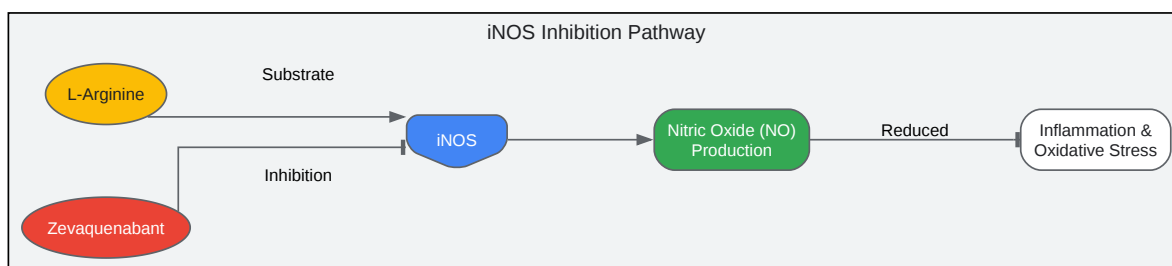 iNOS Inhibition Pathway
Substrate
L-Arginine
iNOS
Nitric Oxide (NO)
Production
Reduced
Inflammation &
Oxidative Stress
Inhibition
Zevaquenabant